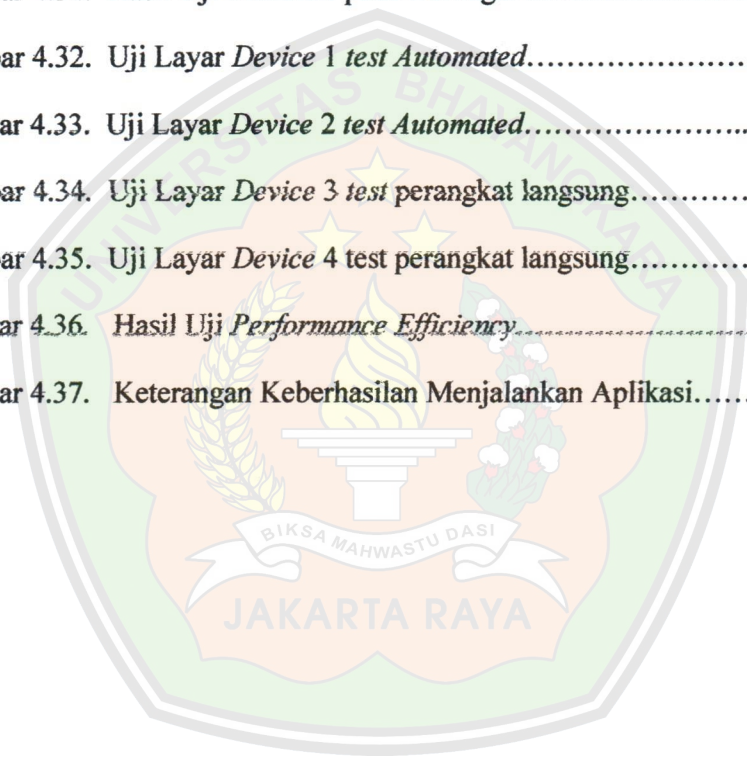 ar 4.32. Uji Layar Device 1 test Automated........................
ar 4.33. Uji Layar Device 2 test Automated........................
ar 4.34. Uji Layar Device 3 test perangkat langsung.............
ar 4.35. Uji Layar Device 4 test perangkat langsung.............
ar 4.36. Hasil Uji Performance Efficiency........................
ar 4.37. Keterangan Keberhasilan Menjalankan Aplikasi......
UNIVERSITAS BHAYANGKARA
BIKSA MAHWASTU DASI
JAKARTA RAYA